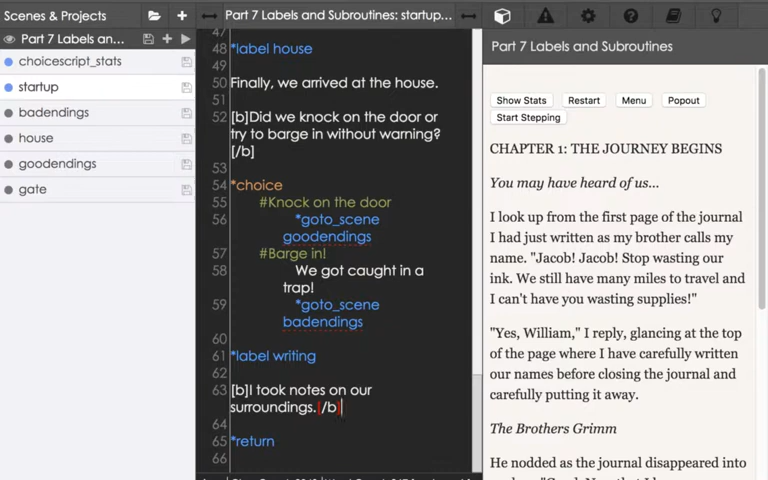 Scenes & Projects
Part 7 Labels an...
choicescript_stats
startup
badendings
house
goodendings
gate
Part 7 Labels and Subroutines: startup...
47
48 *label house
50 Finally, we arrived at the house.
51
52 [b]Did we knock on the door or
try to barge in without warning?
[/b]
53
54 *choice
55 #Knock on the door
56 *goto_scene
goodendings
57 #Barge in!
58 We got caught in a
trap!
59 *goto_scene
badendings
60
61 *label writing
62
63 [b]I took notes on our
surroundings.[/b]
64
65 *return
66
Part 7 Labels and Subroutines
Show Stats Restart Menu Popout
Start Stepping
CHAPTER 1: THE JOURNEY BEGINS
You may have heard of us...
I look up from the first page of the journal
I had just written as my brother calls my
name. "Jacob! Jacob! Stop wasting our
ink. We still have many miles to travel and
I can't have you wasting supplies!"
"Yes, William," I reply, glancing at the top
of the page where I have carefully written
our names before closing the journal and
carefully putting it away.
The Brothers Grimm
He nodded as the journal disappeared into